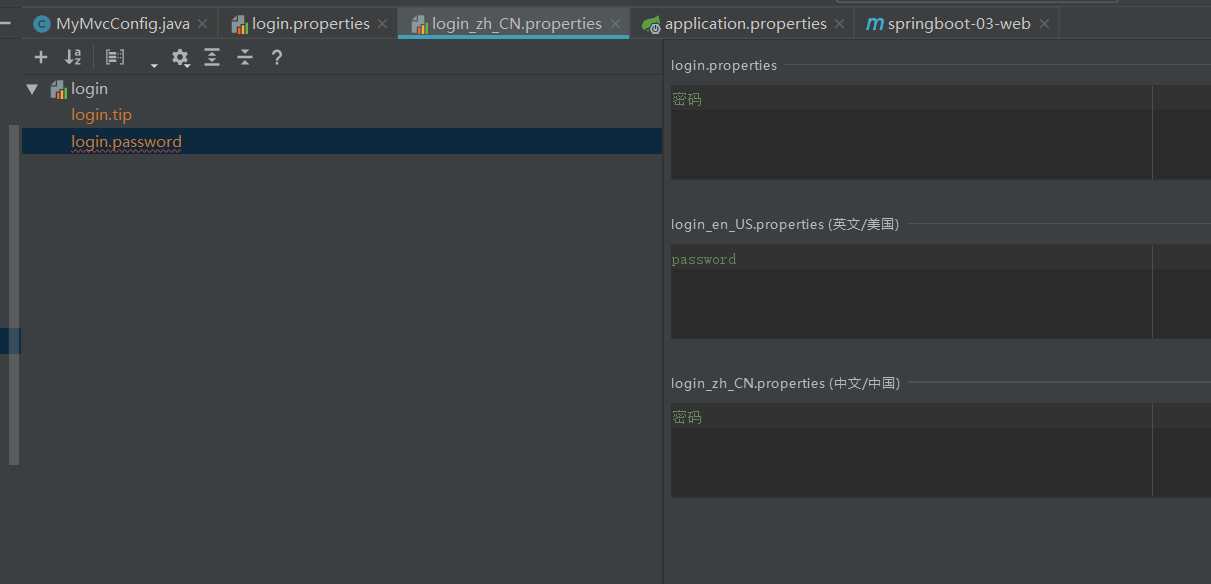 MyMvcConfig.java login.properties login_zh_CN.properties application.properties springboot-03-web
login
login.tip
login.password
login.properties
密码
login_en_US.properties (英文/美国)
password
login_zh_CN.properties (中文/中国)
密码